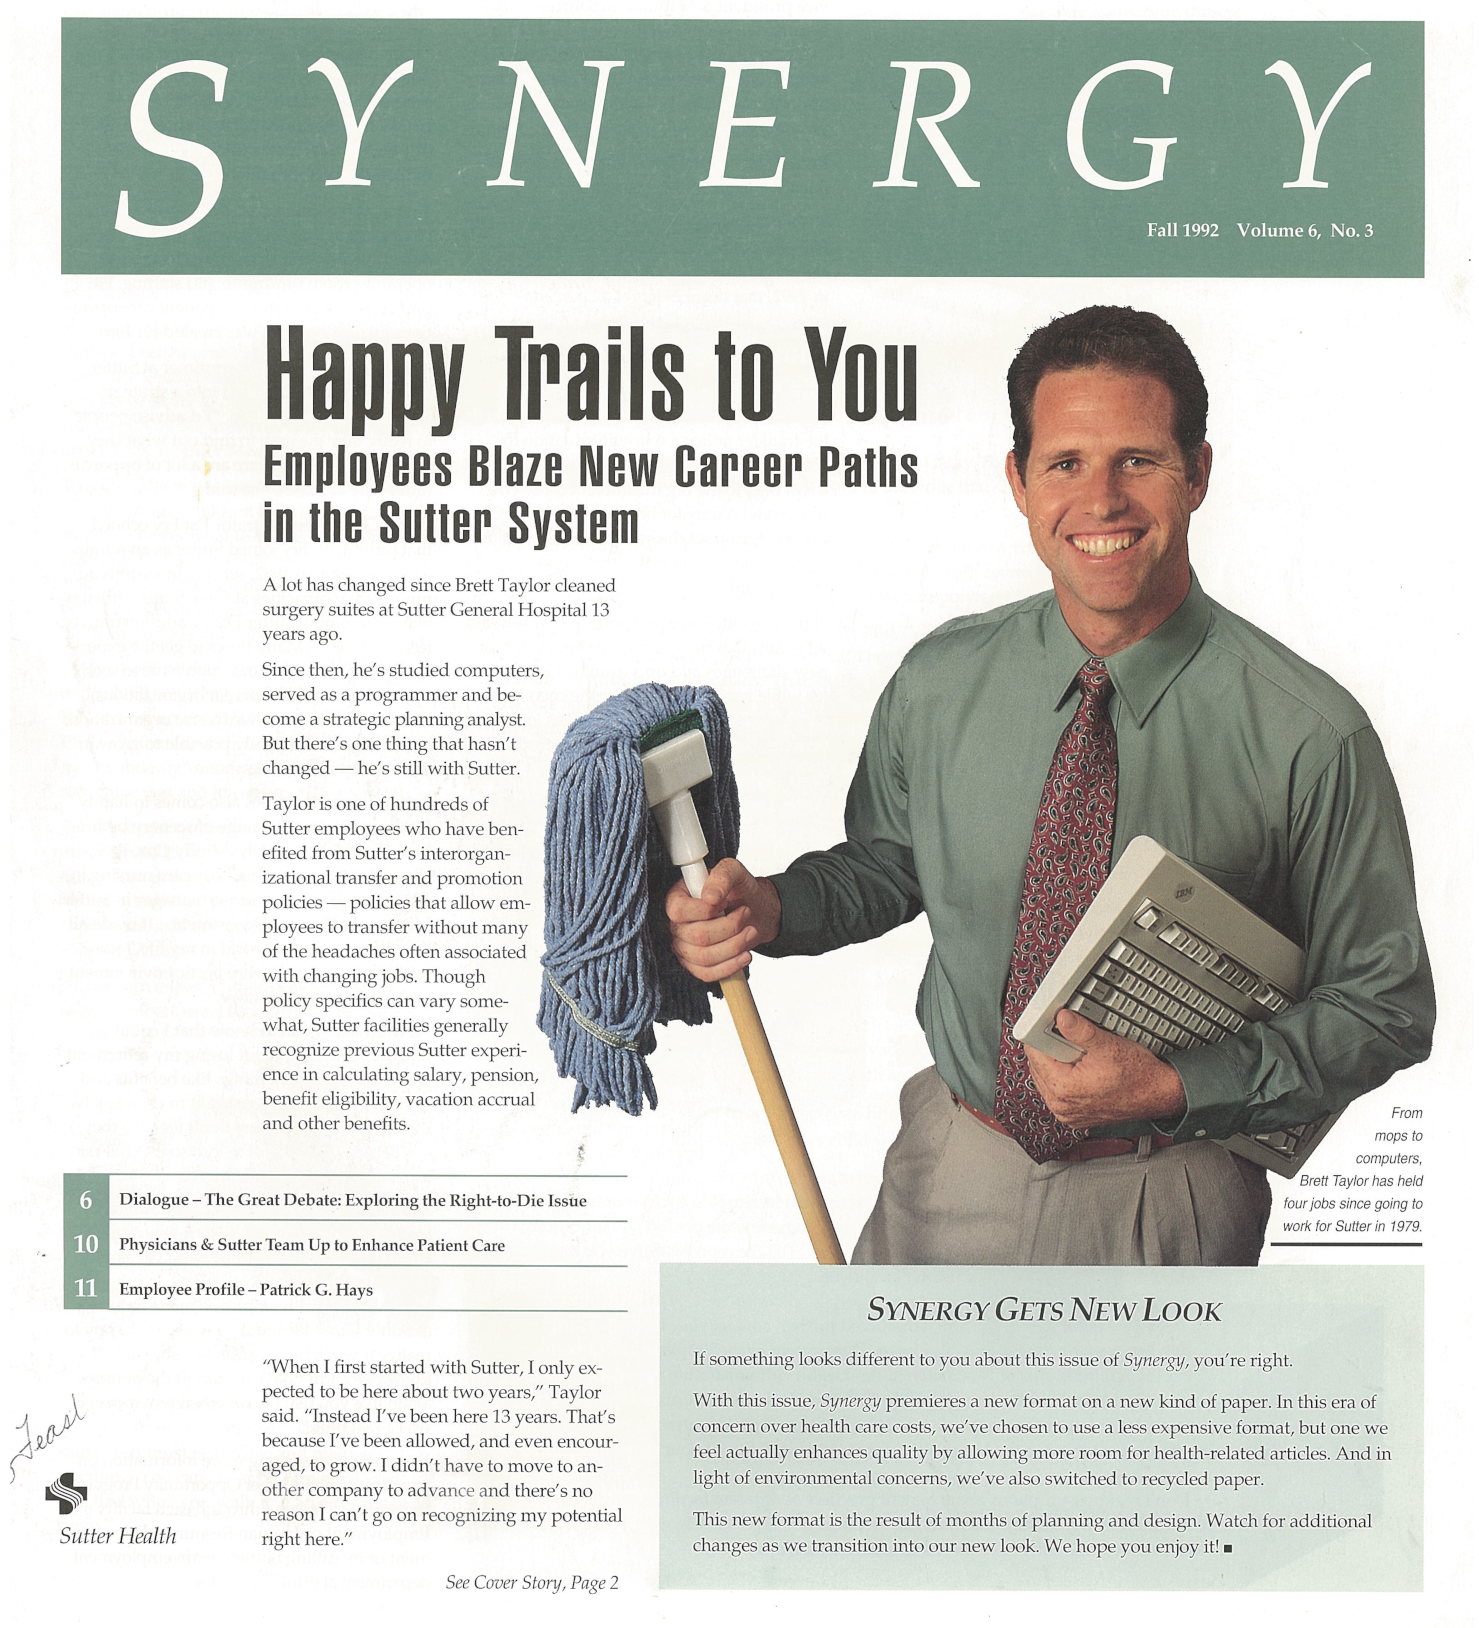 SYNERGY
Fall 1992 Volume 6, No. 3
Happy Trails to You
Employees Blaze New Career Paths
in the Sutter System
A lot has changed since Brett Taylor cleaned
surgery suites at Sutter General Hospital 13
years ago.
Since then, he's studied computers,
served as a programmer and be-
come a strategic planning analyst.
But there's one thing that hasn't
changed — he's still with Sutter.
Taylor is one of hundreds of
Sutter employees who have ben-
efited from Sutter's interorgan-
izational transfer and promotion
policies — policies that allow em-
ployees to transfer without many
of the headaches often associated
with changing jobs. Though
policy specifics can vary some-
what, Sutter facilities generally
recognize previous Sutter experi-
ence in calculating salary, pension,
benefit eligibility, vacation accrual
and other benefits.
IBM
From
mops to
computers,
Brett Taylor has held
four jobs since going to
work for Sutter in 1979.
6 Dialogue – The Great Debate: Exploring the Right-to-Die Issue
10 Physicians & Sutter Team Up to Enhance Patient Care
11 Employee Profile – Patrick G. Hays
"When I first started with Sutter, I only ex-
pected to be here about two years," Taylor
said. "Instead I've been here 13 years. That's
because I've been allowed, and even encour-
aged, to grow. I didn't have to move to an-
other company to advance and there's no
reason I can't go on recognizing my potential
right here."
See Cover Story, Page 2
Sutter Health
SYNERGY GETS NEW LOOK
If something looks different to you about this issue of Synergy, you're right.
With this issue, Synergy premieres a new format on a new kind of paper. In this era of
concern over health care costs, we've chosen to use a less expensive format, but one we
feel actually enhances quality by allowing more room for health-related articles. And in
light of environmental concerns, we've also switched to recycled paper.
This new format is the result of months of planning and design. Watch for additional
changes as we transition into our new look. We hope you enjoy it! ■